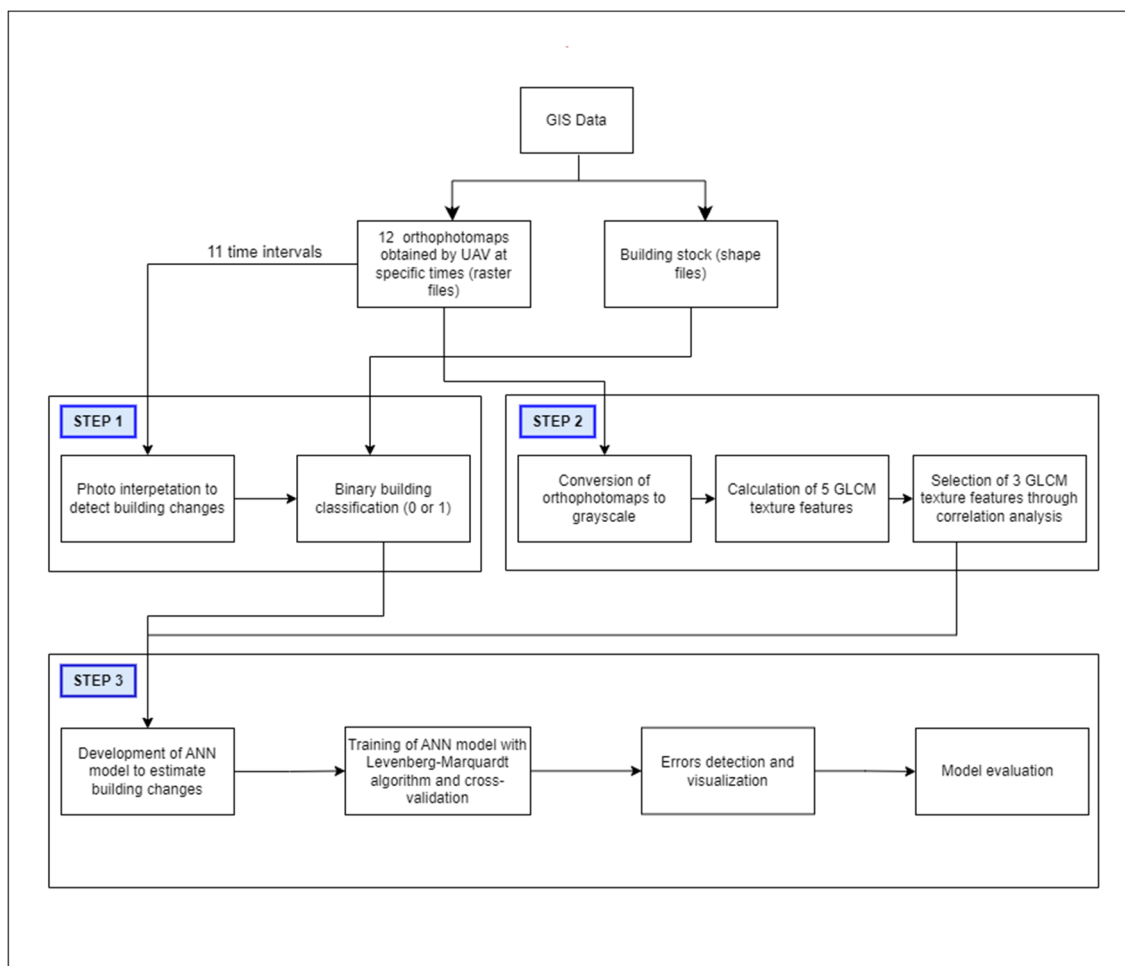 GIS Data
12 orthophotomaps
obtained by UAV at
specific times (raster
files)
Building stock (shape
files)
11 time intervals
STEP 1
Photo interpetation to
detect building changes
Binary building
classification (0 or 1)
STEP 2
Conversion of
orthophotomaps to
grayscale
Calculation of 5 GLCM
texture features
Selection of 3 GLCM
texture features through
correlation analysis
STEP 3
Development of ANN
model to estimate
building changes
Training of ANN model with
Levenberg-Marquardt
algorithm and cross-
validation
Errors detection and
visualization
Model evaluation